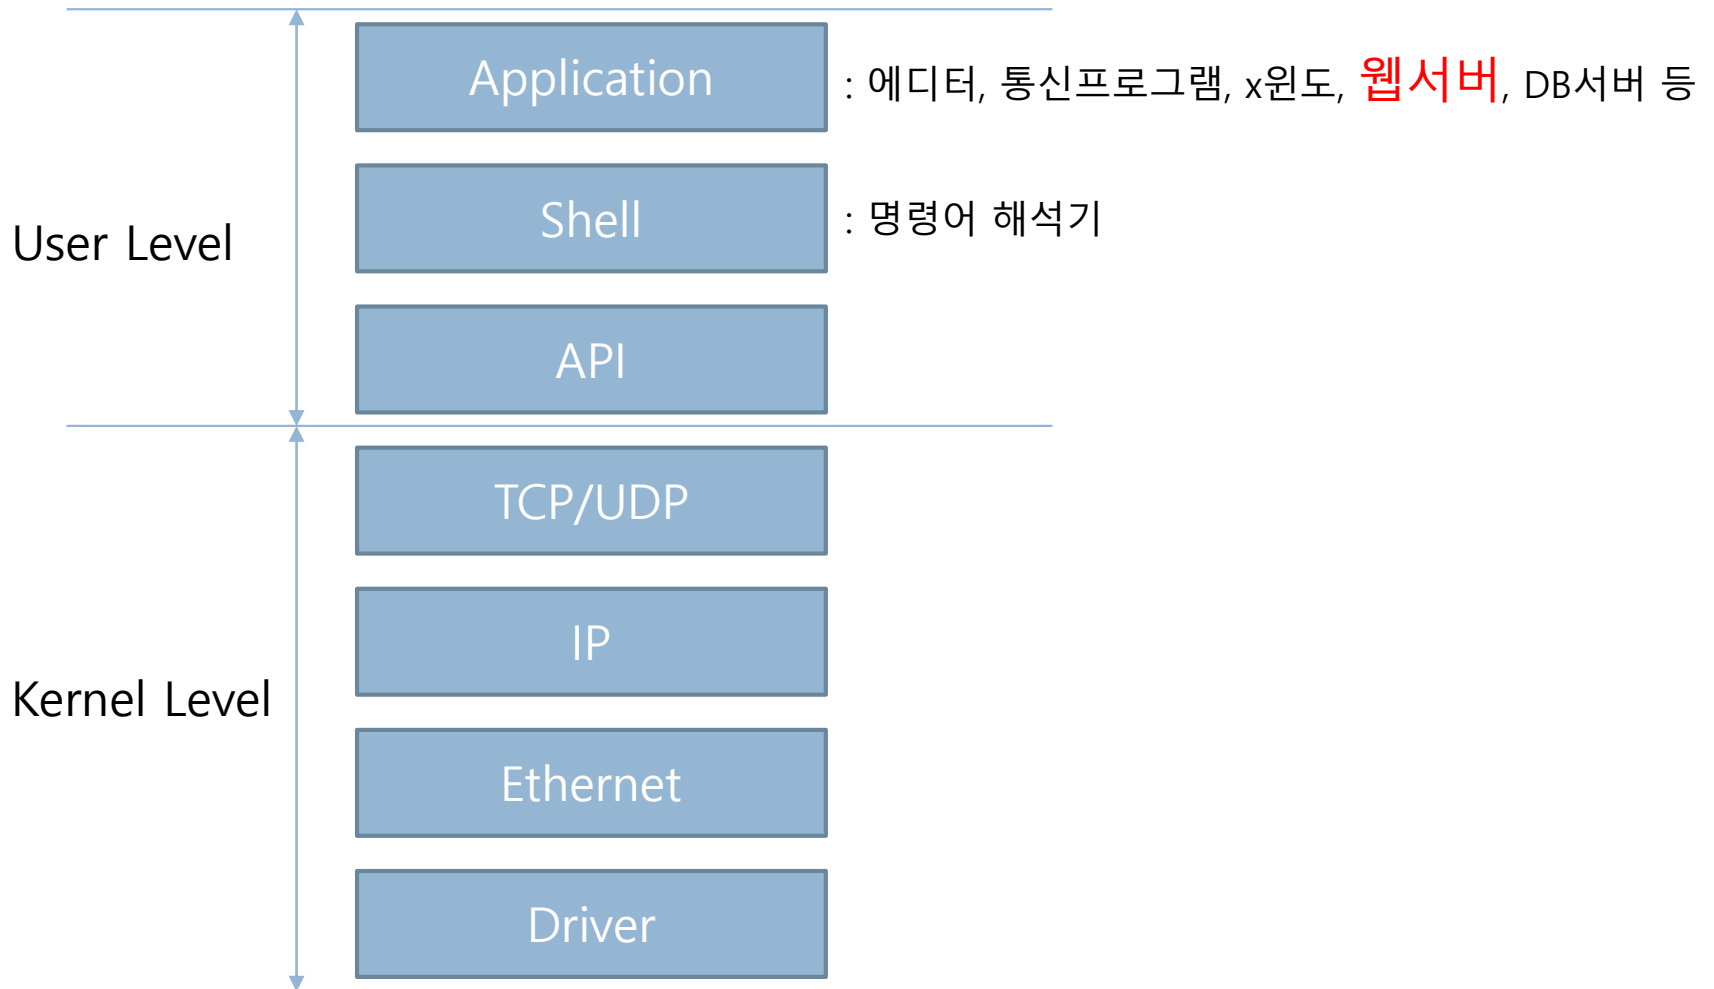 Application
: 에디터, 통신프로그램, x윈도, 웹서버, DB서버 등
User Level
Shell
: 명령어 해석기
API
TCP/UDP
IP
Kernel Level
Ethernet
Driver